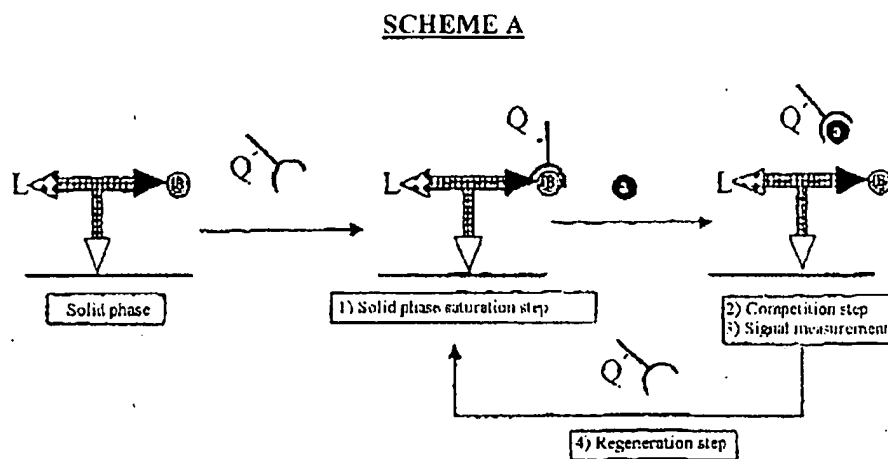 SCHEME A
Q
Q
Q
L
B
L
B
L
B
Solid phase
1) Solid phase saturation step
2) Competition step
3) Signal measurement
Q
4) Regeneration step